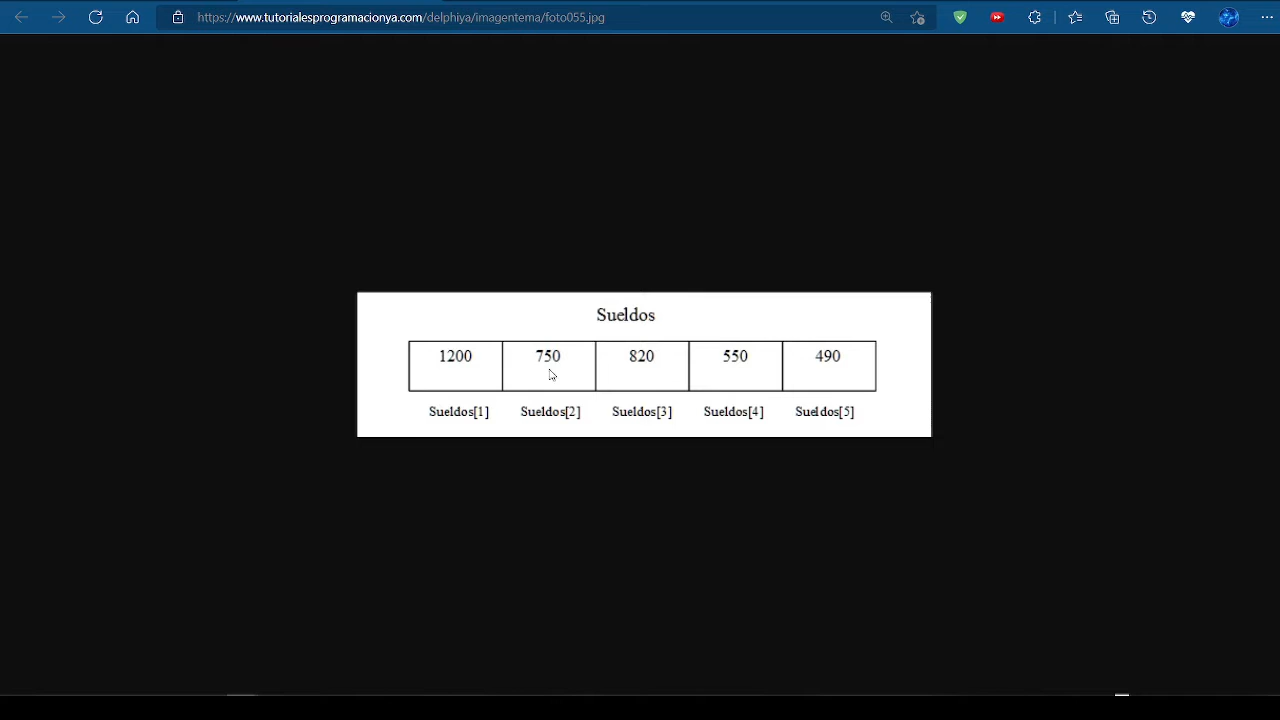 https://www.tutorialesprogramacionya.com/delphiya/imagentema/foto055.jpg
Sueldos
1200 750 820 550 490
Sueldos[1] Sueldos[2] Sueldos[3] Sueldos[4] Sueldos[5]